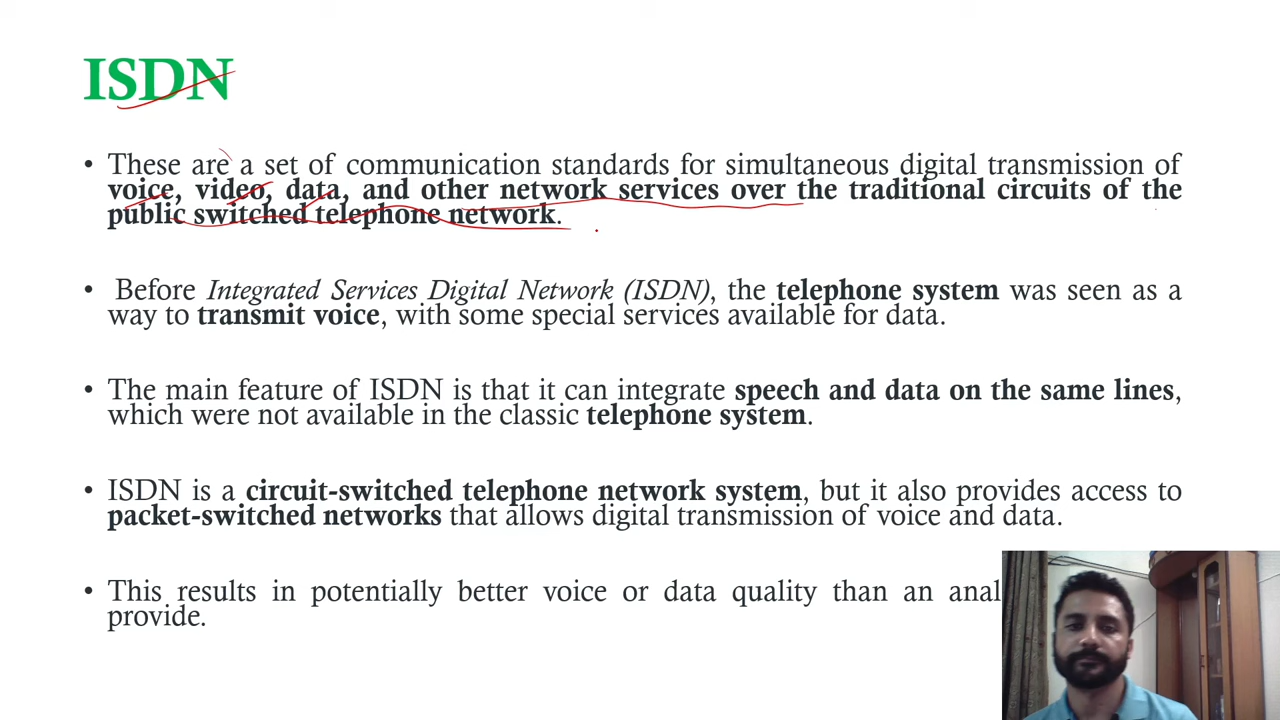 ISDN
• These are a set of communication standards for simultaneous digital transmission of
voice, video, data, and other network services over the traditional circuits of the
public switched telephone network.
• Before Integrated Services Digital Network (ISDN), the telephone system was seen as a
way to transmit voice, with some special services available for data.
• The main feature of ISDN is that it can integrate speech and data on the same lines,
which were not available in the classic telephone system.
• ISDN is a circuit-switched telephone network system, but it also provides access to
packet-switched networks that allows digital transmission of voice and data.
• This results in potentially better voice or data quality than an
provide.